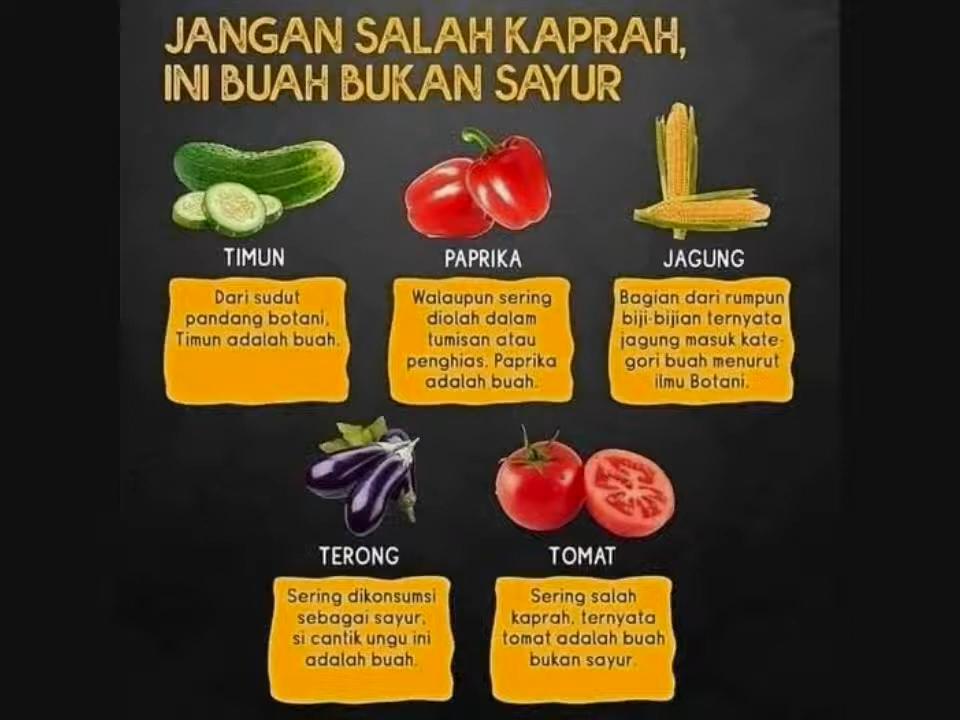 JANGAN SALAH KAPRAH,
INI BUAH BUKAN SAYUR
TIMUN
Dari sudut
pandang botani,
Timun adalah buah.
PAPRIKA
Walaupun sering
diolah dalam
tumisan atau
penghias, Paprika
adalah buah.
JAGUNG
Bagian dari rumpun
biji-bijian ternyata
jagung masuk kate-
gori buah menurut
ilmu Botani.
TERONG
Sering dikonsumsi
sebagai sayur,
si cantik ungu ini
adalah buah.
TOMAT
Sering salah
kaprah, ternyata
tomat adalah buah
bukan sayur.